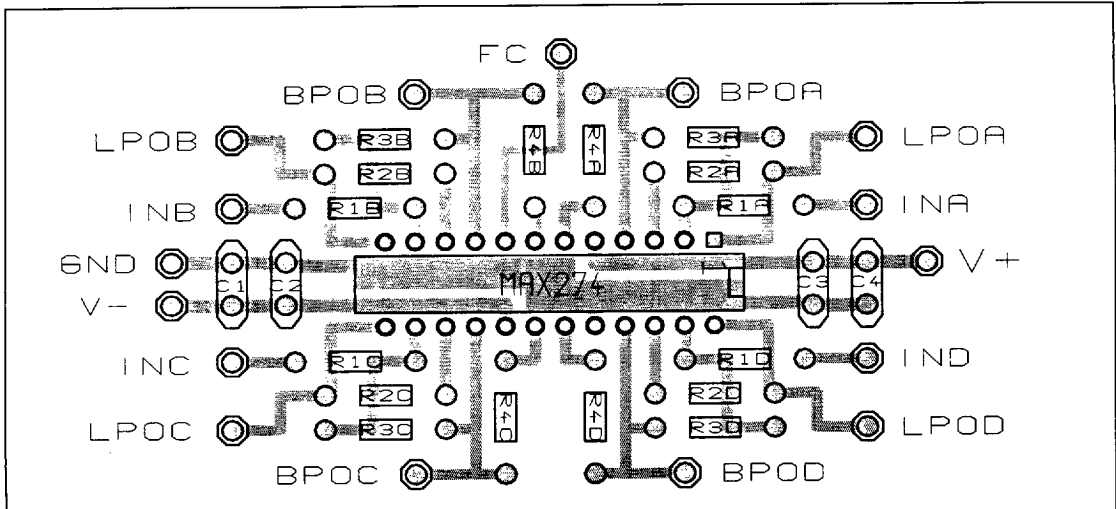 FC
BPOB
BPOA
LPOB
R3B
R4B
R4A
R3A
LPOA
R2B
R2A
INB
R1B
R1A
INA
GND
C1
C2
MAX274
C3
C4
V+
V-
INC
R1C
R1D
IND
R2C
R4C
R4D
R2D
LPOC
R3C
R3D
LPOD
BPOC
BPOD